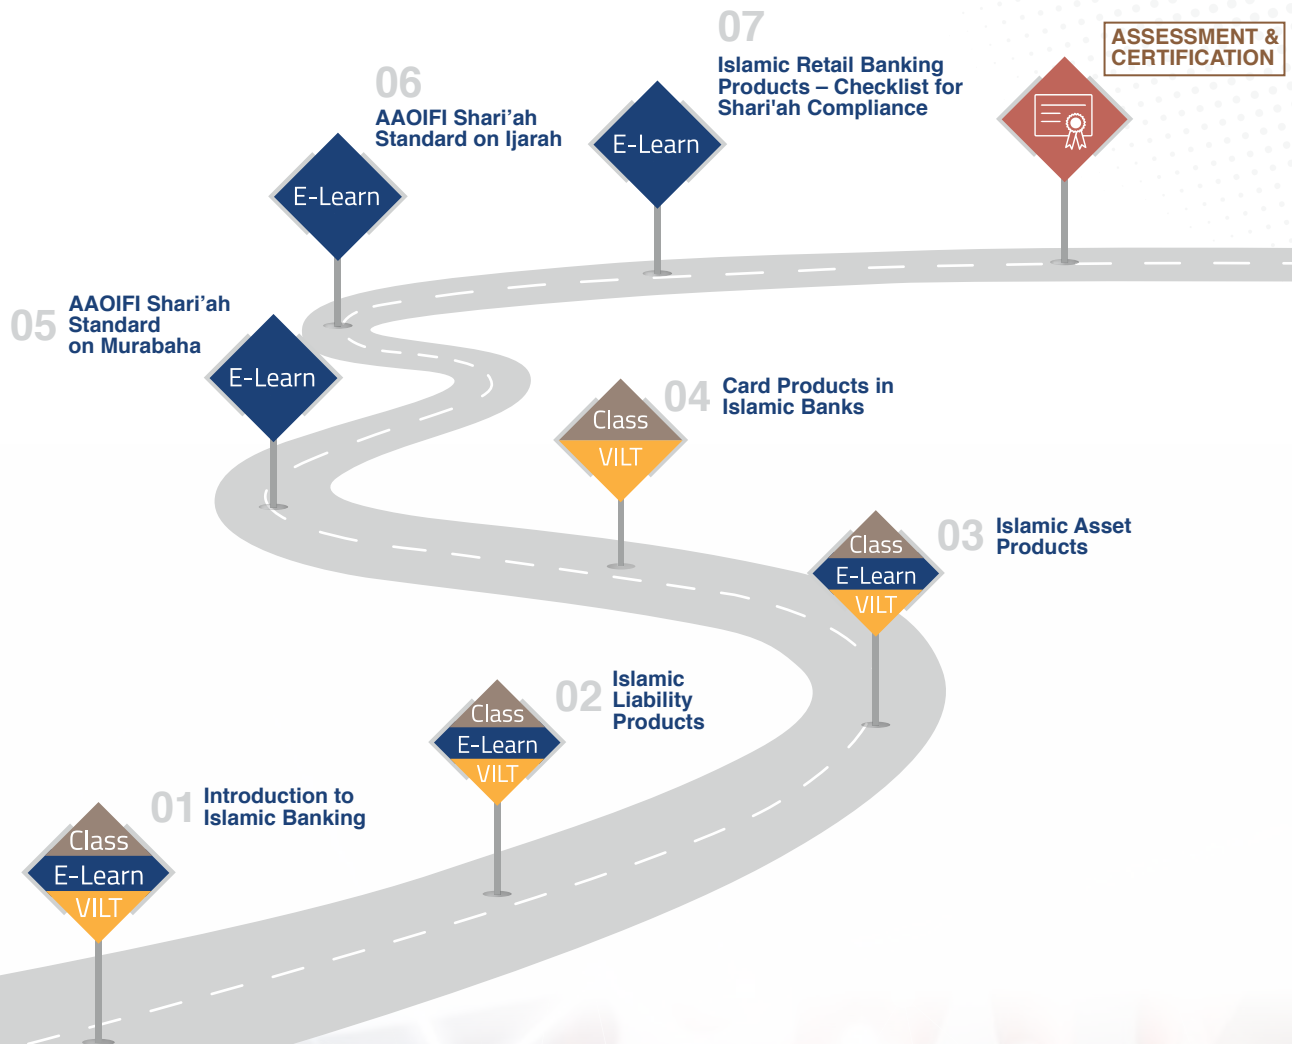 07
Islamic Retail Banking
Products – Checklist for
Shari'ah Compliance
E-Learn
ASSESSMENT &
CERTIFICATION
06
AAOIFI Shari’ah
Standard on Ijarah
E-Learn
05
AAOIFI Shari’ah
Standard
on Murabaha
E-Learn
04
Card Products in
Islamic Banks
Class
VILT
03
Islamic Asset
Products
Class
E-Learn
VILT
02
Islamic
Liability
Products
Class
E-Learn
VILT
01
Introduction to
Islamic Banking
Class
E-Learn
VILT